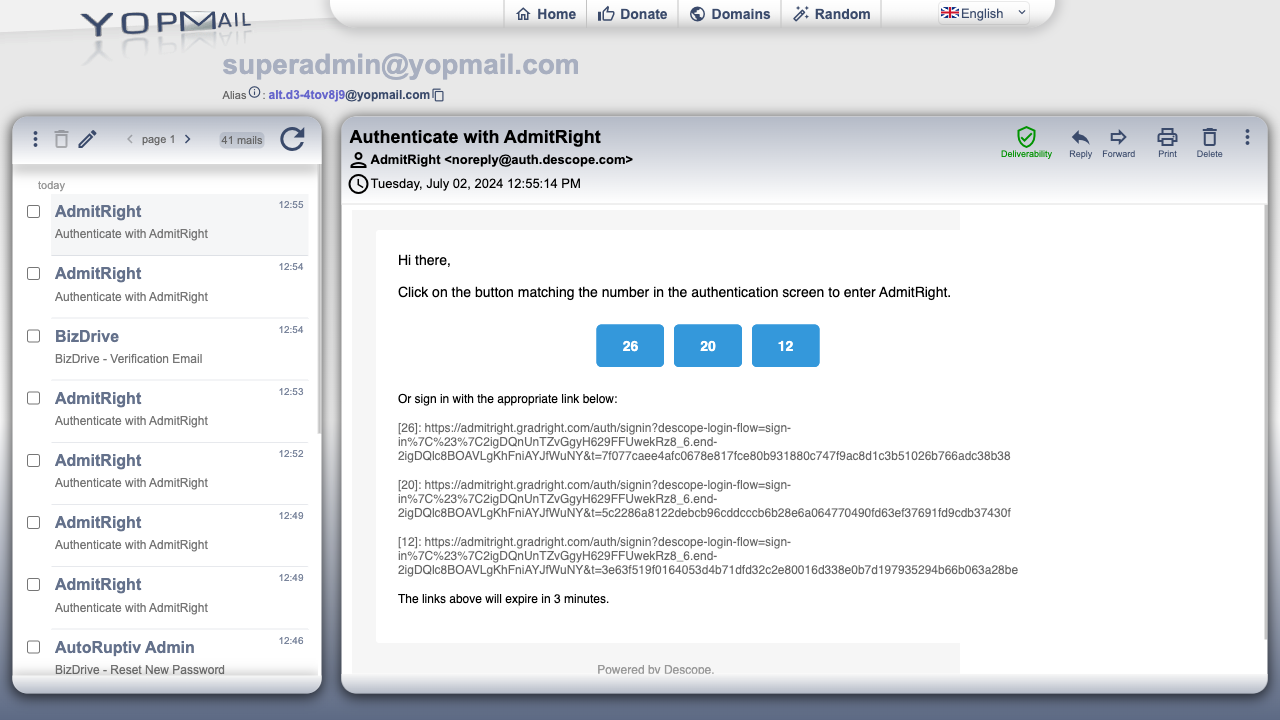 YOPMAIL
Home
Donate
Domains
Random
English
superadmin@yopmail.com
Alias : alt.d3-4tov8j9@yopmail.com
page 1
41 mails
today
AdmitRight 12:55
Authenticate with AdmitRight
AdmitRight 12:54
Authenticate with AdmitRight
BizDrive 12:54
BizDrive - Verification Email
AdmitRight 12:53
Authenticate with AdmitRight
AdmitRight 12:52
Authenticate with AdmitRight
AdmitRight 12:49
Authenticate with AdmitRight
AdmitRight 12:49
Authenticate with AdmitRight
AutoRuptiv Admin 12:46
BizDrive - Reset New Password
Authenticate with AdmitRight
AdmitRight <noreply@auth.descope.com>
Tuesday, July 02, 2024 12:55:14 PM
Deliverability
Reply
Forward
Print
Delete
Hi there,
Click on the button matching the number in the authentication screen to enter AdmitRight.
26 20 12
Or sign in with the appropriate link below:
[26]: https://admitright.gradright.com/auth/signin?descope-login-flow=sign-
in%7C%23%7C2igDQnUnTZvGgyH629FFUwekRz8_6.end-
2igDQlc8BOAVLgKhFniAYJfWuNY&t=7f077caee4afc0678e817fce80b931880c747f9ac8d1c3b51026b766adc38b38
[20]: https://admitright.gradright.com/auth/signin?descope-login-flow=sign-
in%7C%23%7C2igDQnUnTZvGgyH629FFUwekRz8_6.end-
2igDQlc8BOAVLgKhFniAYJfWuNY&t=5c2286a8122debcb96cddcccb6b28e6a064770490fd63ef37691fd9cdb37430f
[12]: https://admitright.gradright.com/auth/signin?descope-login-flow=sign-
in%7C%23%7C2igDQnUnTZvGgyH629FFUwekRz8_6.end-
2igDQlc8BOAVLgKhFniAYJfWuNY&t=3e63f519f0164053d4b71dfd32c2e80016d338e0b7d197935294b66b063a28be
The links above will expire in 3 minutes.
Powered by Descope.